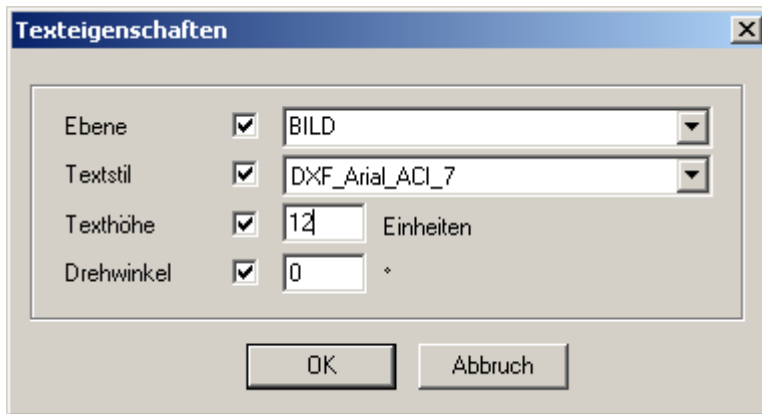 Texteigenschaften
Ebene BILD
Textstil DXF_Arial_ACI_7
Texthöhe 12 Einheiten
Drehwinkel 0 °
OK Abbruch